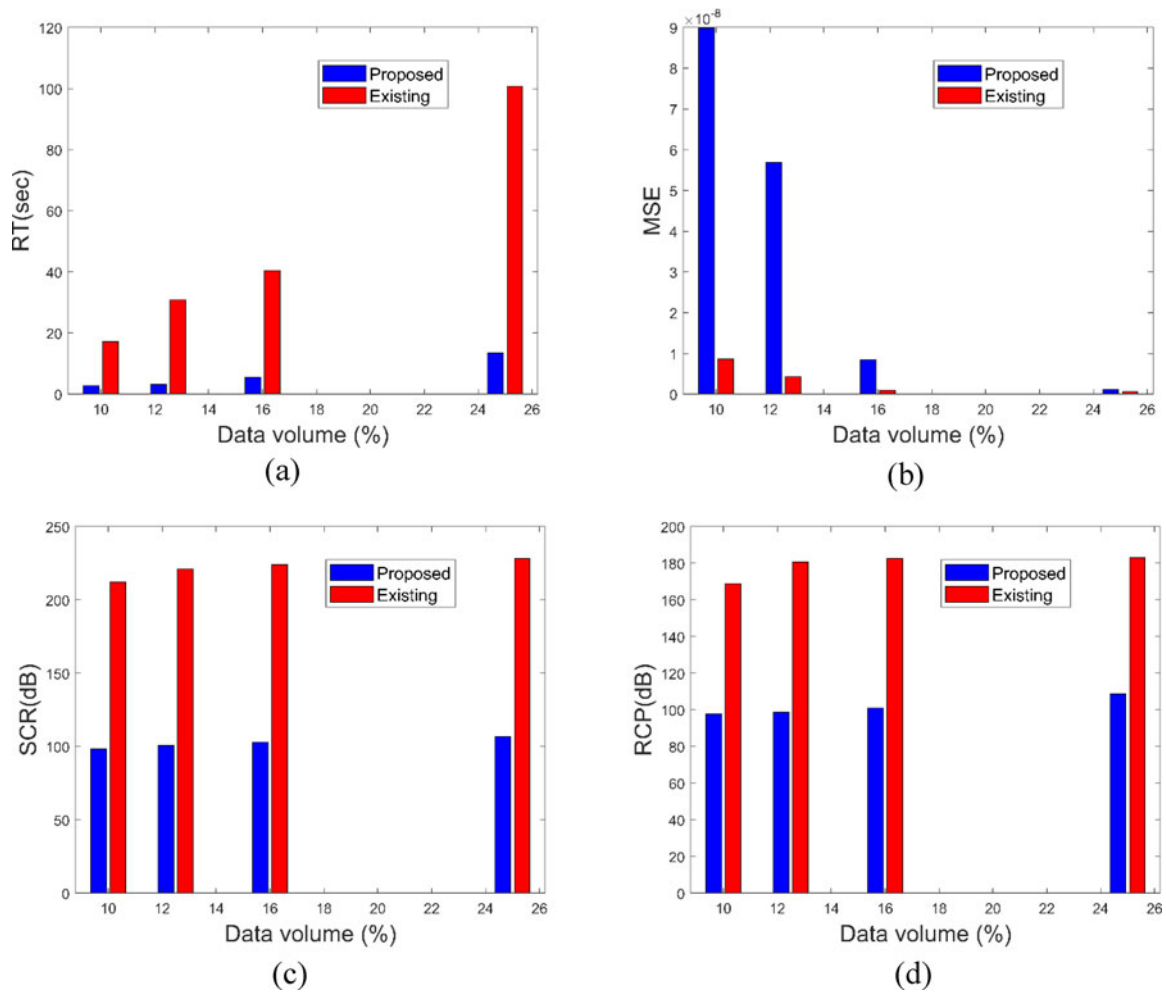 120
100
80
60
40
20
0
RT(sec)
Proposed
Existing
10 12 14 16 18 20 22 24 26
Data volume (%)
(a)
×10⁻⁸
9
8
7
6
5
4
3
2
1
0
MSE
Proposed
Existing
10 12 14 16 18 20 22 24 26
Data volume (%)
(b)
250
200
150
100
50
0
SCR(dB)
Proposed
Existing
10 12 14 16 18 20 22 24 26
Data volume (%)
(c)
200
180
160
140
120
100
80
60
40
20
0
RCP(dB)
Proposed
Existing
10 12 14 16 18 20 22 24 26
Data volume (%)
(d)